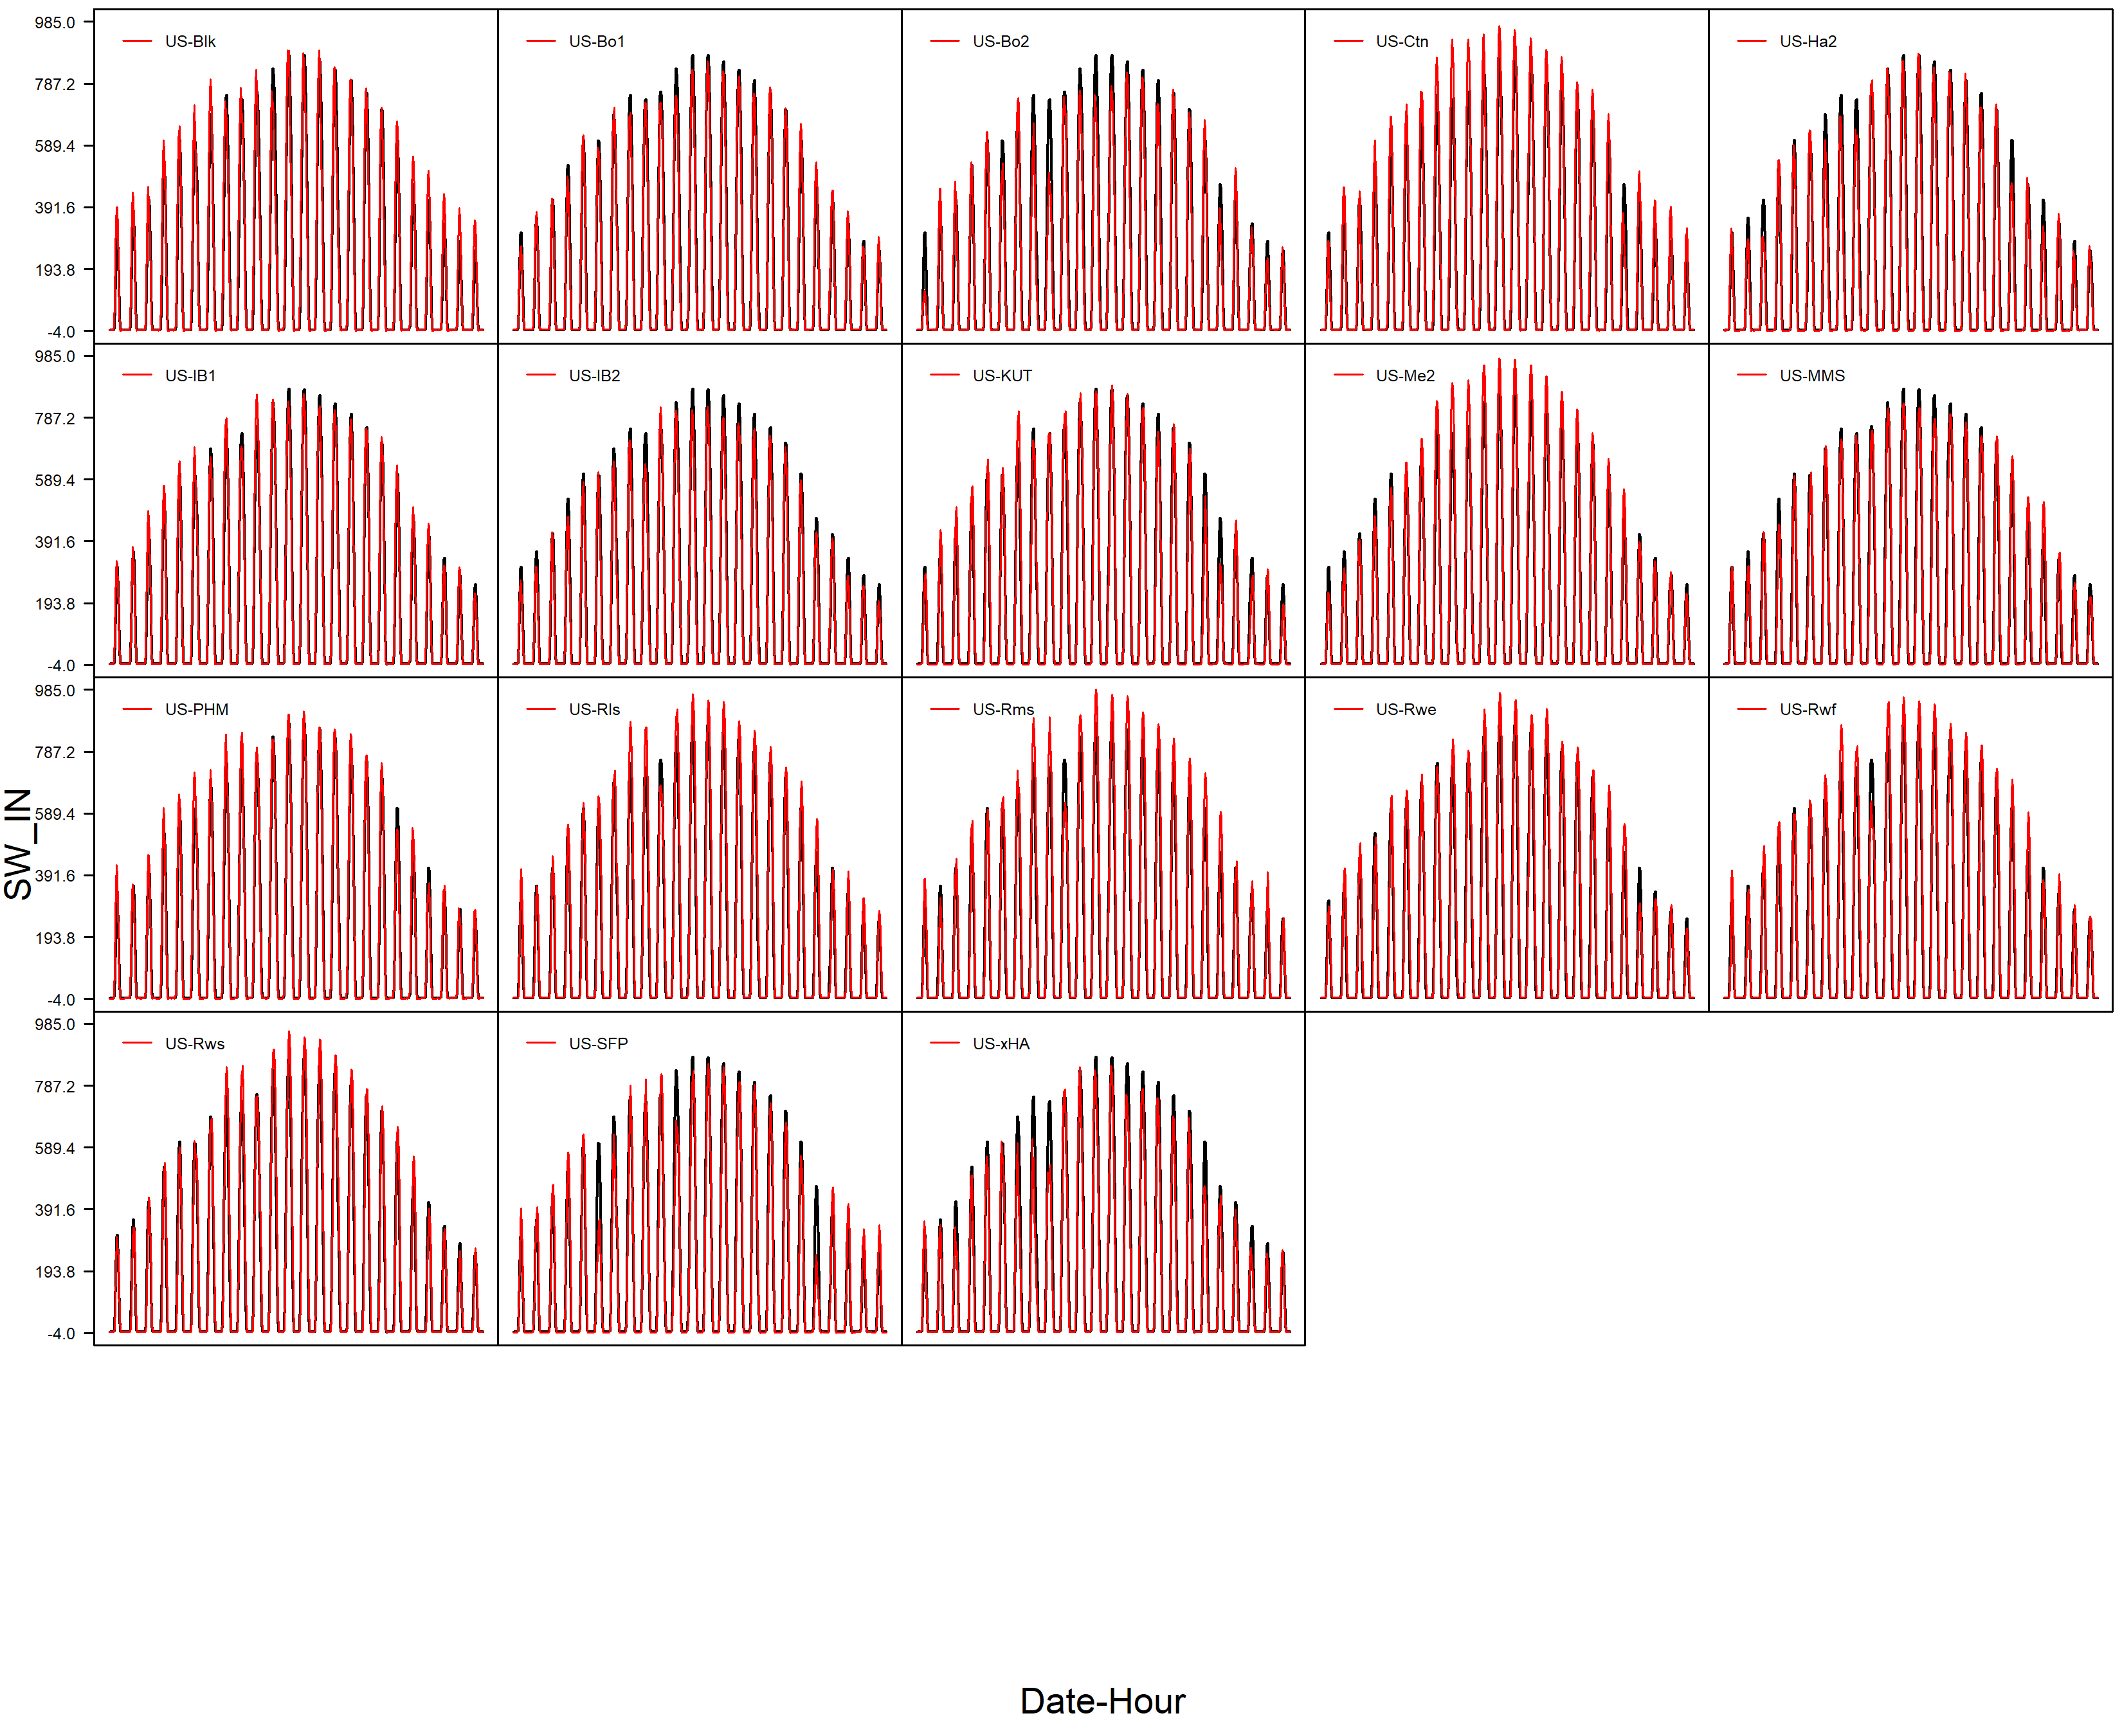 985.0
787.2
589.4
391.6
193.8
-4.0
US-Blk
US-Bo1
US-Bo2
US-Ctn
US-Ha2
985.0
787.2
589.4
391.6
193.8
-4.0
US-IB1
US-IB2
US-KUT
US-Me2
US-MMS
985.0
787.2
589.4
391.6
193.8
-4.0
US-PHM
US-Rls
US-Rms
US-Rwe
US-Rwf
985.0
787.2
589.4
391.6
193.8
-4.0
US-Rws
US-SFP
US-xHA
SW_IN
Date-Hour